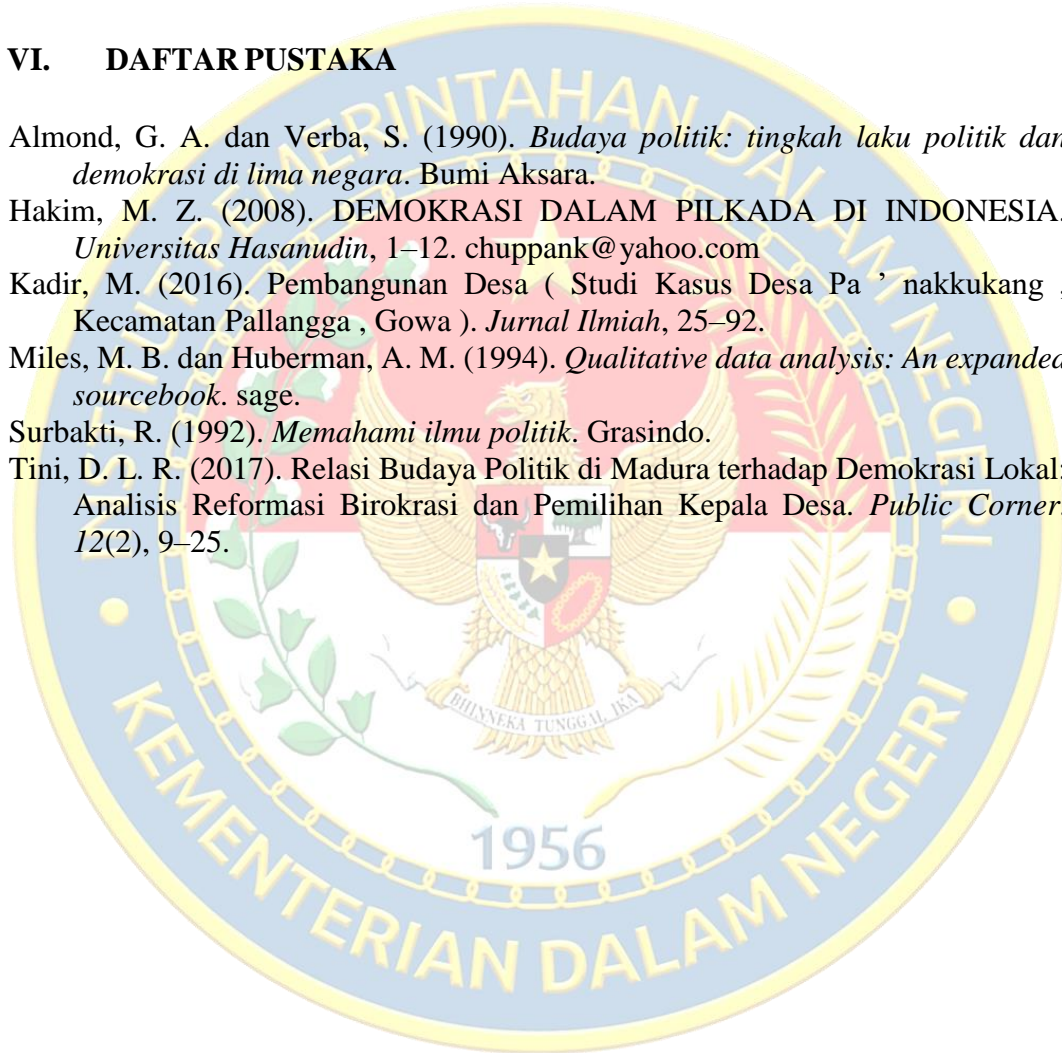 VI. DAFTAR PUSTAKA
Almond, G. A. dan Verba, S. (1990). Budaya politik: tingkah laku politik dan
demokrasi di lima negara. Bumi Aksara.
Hakim, M. Z. (2008). DEMOKRASI DALAM PILKADA DI INDONESIA.
Universitas Hasanudin, 1–12. chuppank@yahoo.com
Kadir, M. (2016). Pembangunan Desa ( Studi Kasus Desa Pa ’ nakkukang ,
Kecamatan Pallangga , Gowa ). Jurnal Ilmiah, 25–92.
Miles, M. B. dan Huberman, A. M. (1994). Qualitative data analysis: An expanded
sourcebook. sage.
Surbakti, R. (1992). Memahami ilmu politik. Grasindo.
Tini, D. L. R. (2017). Relasi Budaya Politik di Madura terhadap Demokrasi Lokal:
Analisis Reformasi Birokrasi dan Pemilihan Kepala Desa. Public Corner,
12(2), 9–25.
INSTITUT PEMERINTAHAN DALAM NEGERI
BHINNEKA TUNGGAL IKA
1956
KEMENTERIAN DALAM NEGERI